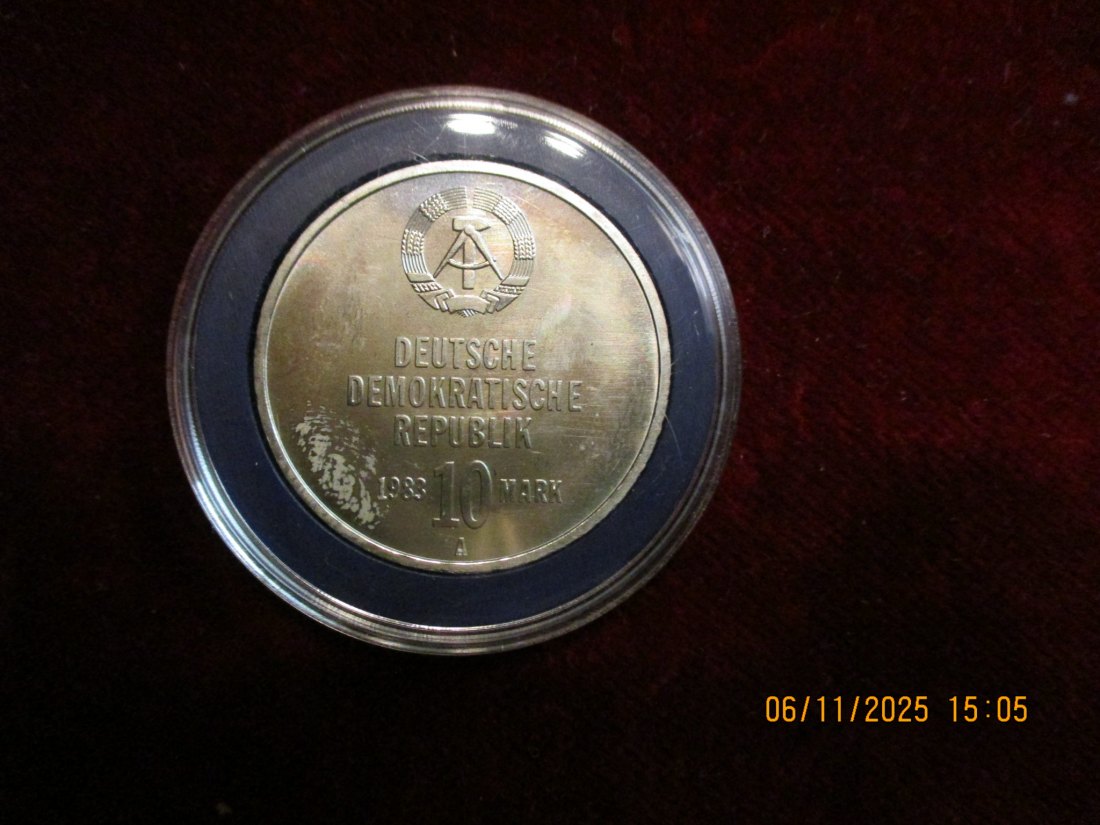 DEUTSCHE
DEMOKRATISCHE
REPUBLIK
1983 10 MARK
A
06/11/2025 15:05